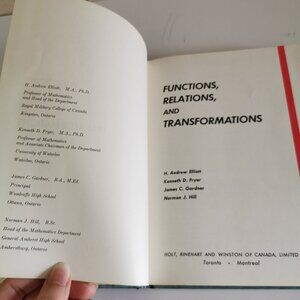 H. Andrew Elliott, M.A., Ph.D.
Professor of Mathematics
and Head of the Department
Royal Military College of Canada
Kingston, Ontario
Kenneth D. Fryer, M.A., Ph.D.
Professor of Mathematics
and Associate Chairman of the Department
University of Waterloo
Waterloo, Ontario
James C. Gardner, B.A., M.Ed.
Principal
Woodroffe High School
Ottawa, Ontario
Norman J. Hill, B.Sc.
Head of the Mathematics Department
General Amherst High School
Amherstburg, Ontario
FUNCTIONS,
RELATIONS,
AND
TRANSFORMATIONS
H. Andrew Elliott
Kenneth D. Fryer
James C. Gardner
Norman J. Hill
HOLT, RINEHART AND WINSTON OF CANADA, LIMITED
Toronto · Montreal